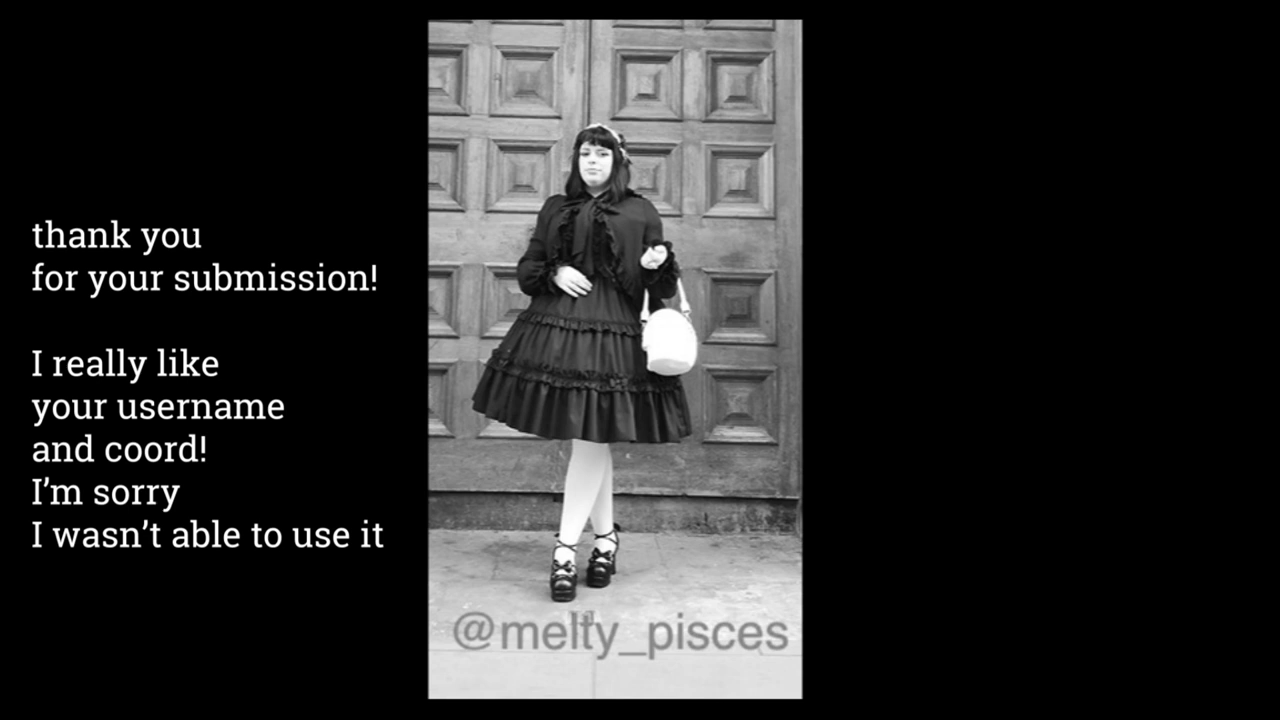 thank you
for your submission!
I really like
your username
and coord!
I’m sorry
I wasn’t able to use it
@melty_pisces